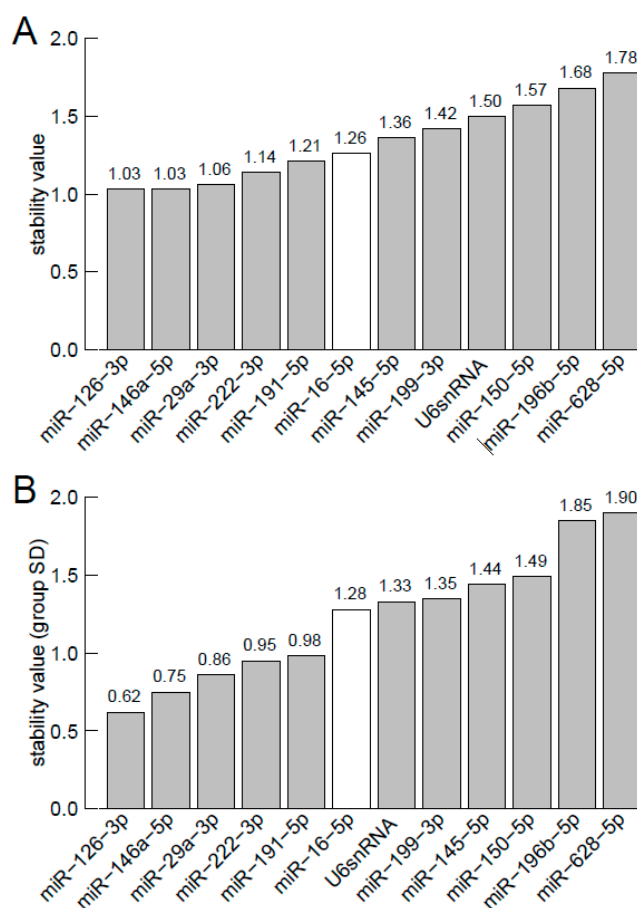 A
stability value
2.0
1.5
1.0
0.5
0.0
1.03
1.03
1.06
1.14
1.21
1.26
1.36
1.42
1.50
1.57
1.68
1.78
miR−126−3p
miR−146a−5p
miR−29a−3p
miR−222−3p
miR−191−5p
miR−16−5p
miR−145−5p
miR−199−3p
U6snRNA
miR−150−5p
miR−196b−5p
miR−628−5p
B
stability value (group SD)
2.0
1.5
1.0
0.5
0.0
0.62
0.75
0.86
0.95
0.98
1.28
1.33
1.35
1.44
1.49
1.85
1.90
miR−126−3p
miR−146a−5p
miR−29a−3p
miR−222−3p
miR−191−5p
miR−16−5p
U6snRNA
miR−199−3p
miR−145−5p
miR−150−5p
miR−196b−5p
miR−628−5p